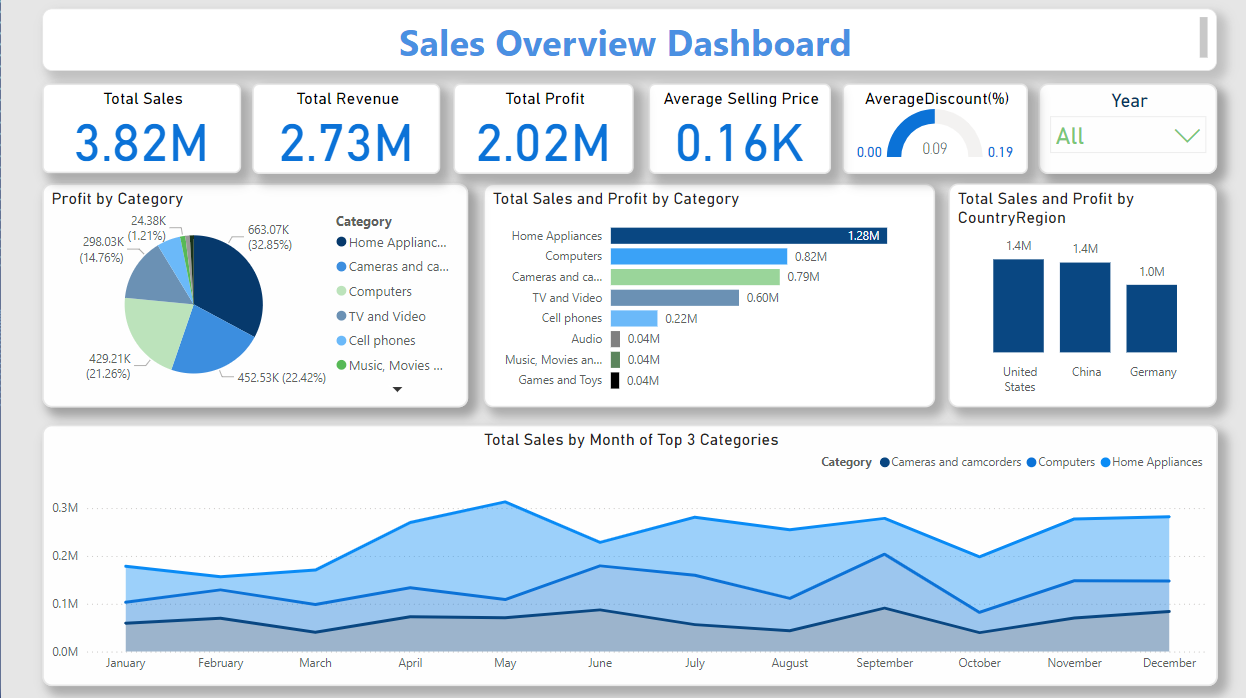 Sales Overview Dashboard
Total Sales
3.82M
Total Revenue
2.73M
Total Profit
2.02M
Average Selling Price
0.16K
AverageDiscount(%)
0.00
0.09
0.19
Year
All
Profit by Category
24.38K
(1.21%)
298.03K
(14.76%)
663.07K
(32.85%)
429.21K
(21.26%)
452.53K (22.42%)
Category
Home Applianc...
Cameras and ca...
Computers
TV and Video
Cell phones
Music, Movies ...
Total Sales and Profit by Category
Home Appliances 1.28M
Computers 0.82M
Cameras and ca... 0.79M
TV and Video 0.60M
Cell phones 0.22M
Audio 0.04M
Music, Movies an... 0.04M
Games and Toys 0.04M
Total Sales and Profit by
CountryRegion
1.4M 1.4M 1.0M
United
States
China
Germany
Total Sales by Month of Top 3 Categories
Category Cameras and camcorders Computers Home Appliances
0.3M
0.2M
0.1M
0.0M
January February March April May June July August September October November December